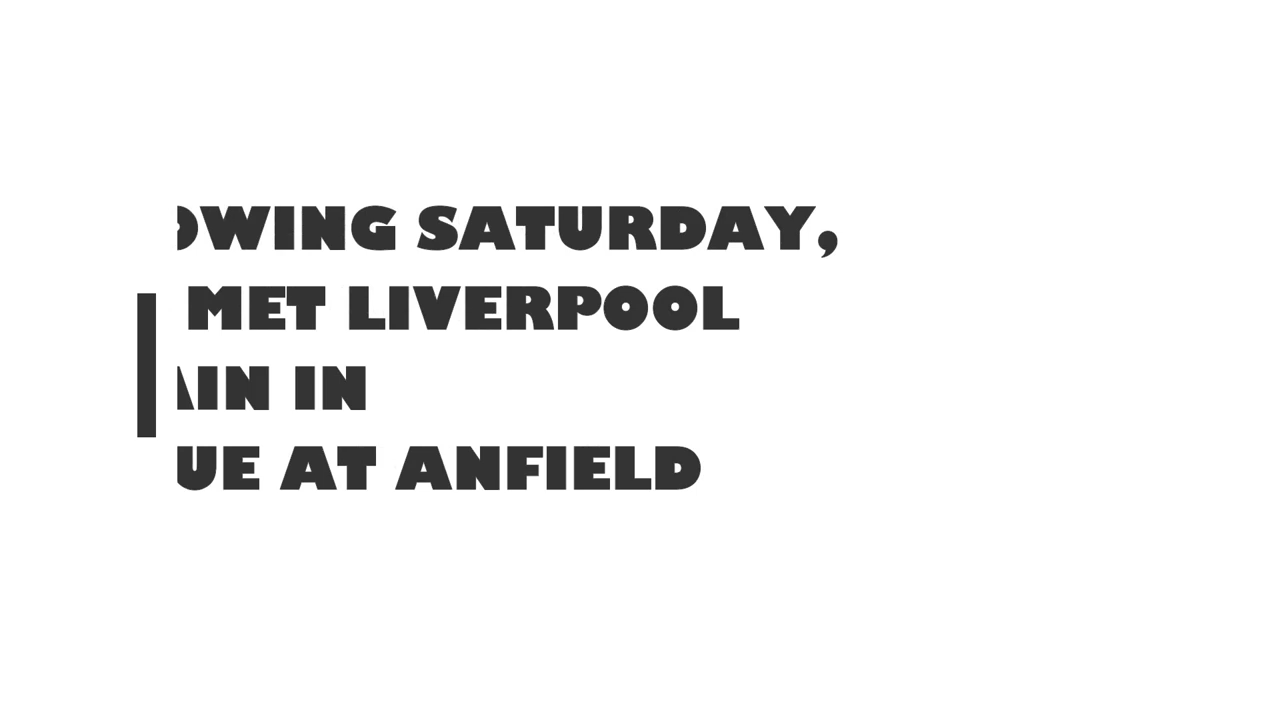 OWING SATURDAY,
MET LIVERPOOL
AIN IN
UE AT ANFIELD